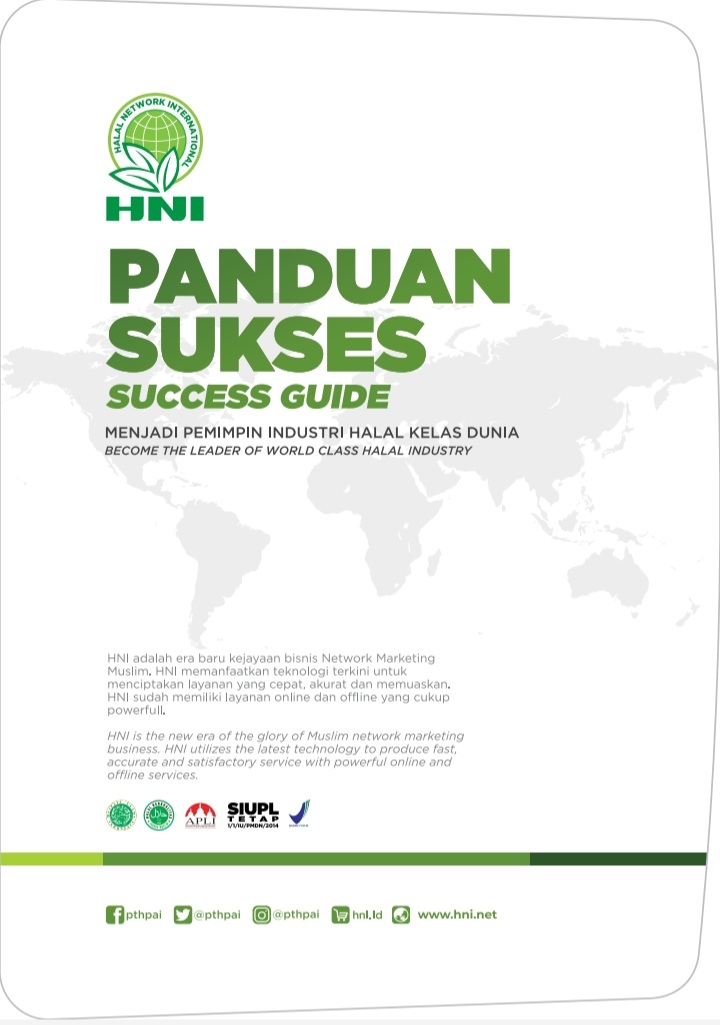 HALAL NETWORK INTERNATIONAL
HNI
PANDUAN
SUKSES
SUCCESS GUIDE
MENJADI PEMIMPIN INDUSTRI HALAL KELAS DUNIA
BECOME THE LEADER OF WORLD CLASS HALAL INDUSTRY
HNI adalah era baru kejayaan bisnis Network Marketing
Muslim. HNI memanfaatkan teknologi terkini untuk
menciptakan layanan yang cepat, akurat dan memuaskan.
HNI sudah memiliki layanan online dan offline yang cukup
powerfull.
HNI is the new era of the glory of Muslim network marketing
business. HNI utilizes the latest technology to produce fast,
accurate and satisfactory service with powerful online and
offline services.
APLI
SIUPL
TETAP
1/1/IU/PMDN/2014
pthpai @pthpai @pthpai hni.id www.hni.net